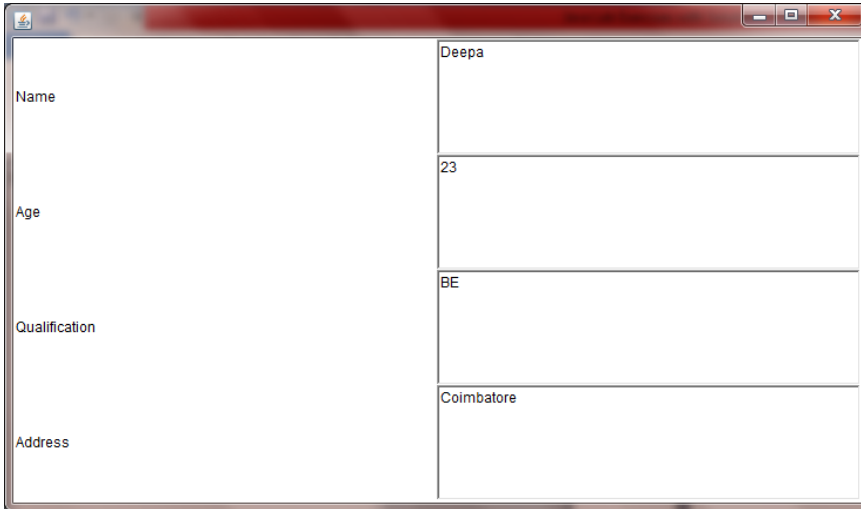 Name
Deepa
Age
23
Qualification
BE
Address
Coimbatore